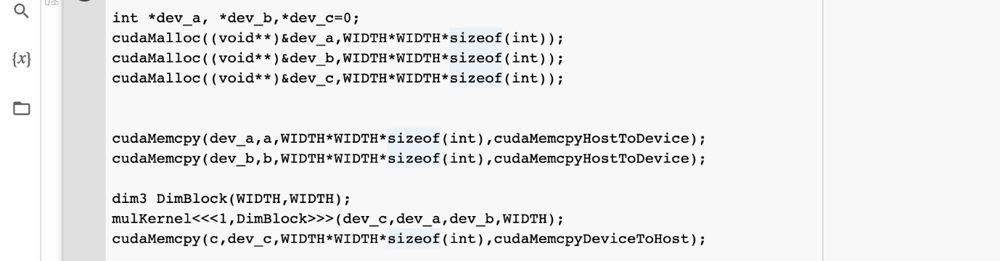 0초
int *dev_a, *dev_b,*dev_c=0;
cudaMalloc((void**)&dev_a,WIDTH*WIDTH*sizeof(int));
cudaMalloc((void**)&dev_b,WIDTH*WIDTH*sizeof(int));
cudaMalloc((void**)&dev_c,WIDTH*WIDTH*sizeof(int));
{x}
cudaMemcpy(dev_a,a,WIDTH*WIDTH*sizeof(int),cudaMemcpyHostToDevice);
cudaMemcpy(dev_b,b,WIDTH*WIDTH*sizeof(int),cudaMemcpyHostToDevice);
dim3 DimBlock(WIDTH,WIDTH);
mulKernel<<<1,DimBlock>>>(dev_c,dev_a,dev_b,WIDTH);
cudaMemcpy(c,dev_c,WIDTH*WIDTH*sizeof(int),cudaMemcpyDeviceToHost);